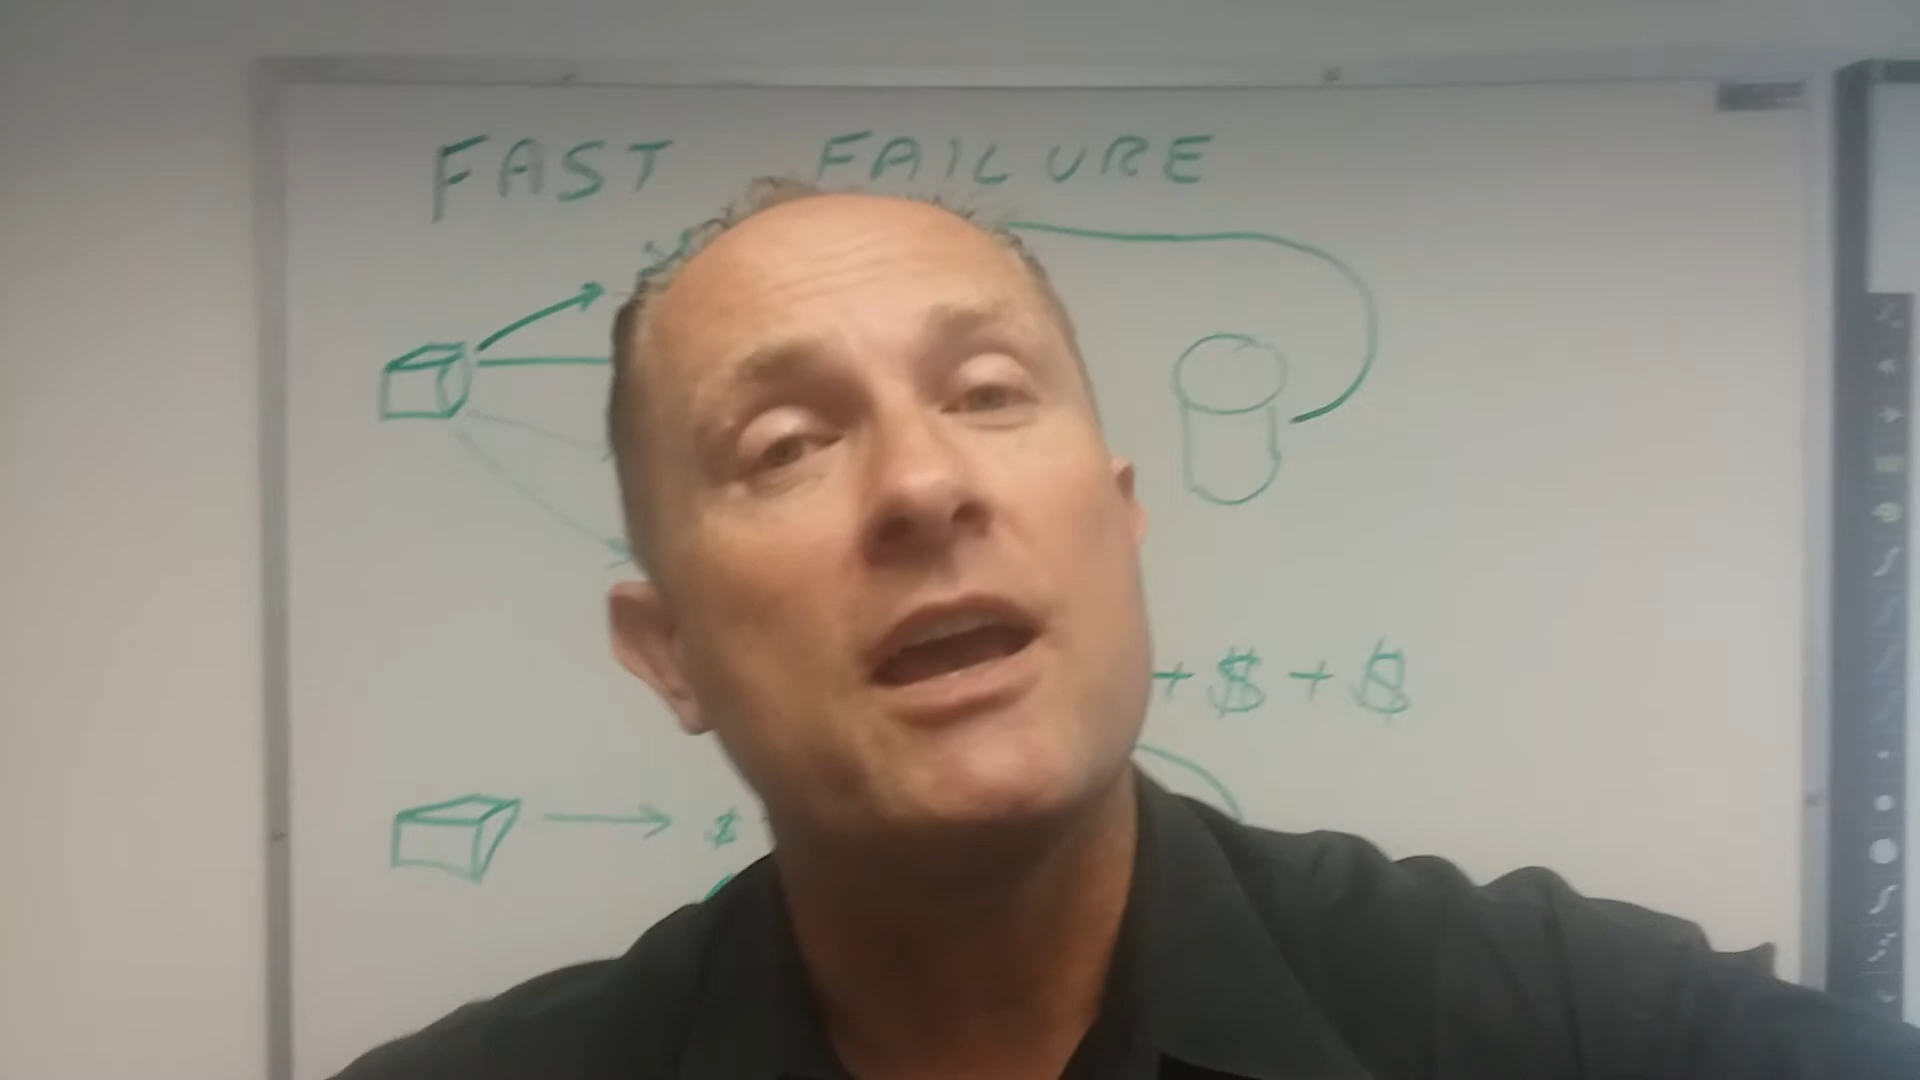 FAST FAILURE
+ $ + $
$